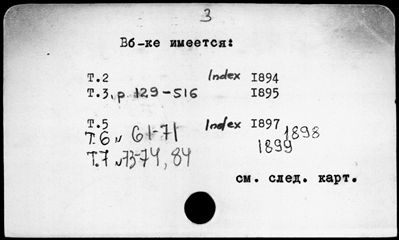 3
Вб-ке имеется:
Т.2 Index 1894
Т.3, p 129-516 1895
Т.5 Index 1897
Т.6 N 61-71 1898
Т.7 N 73-74, 84 1899
см. след. карт.